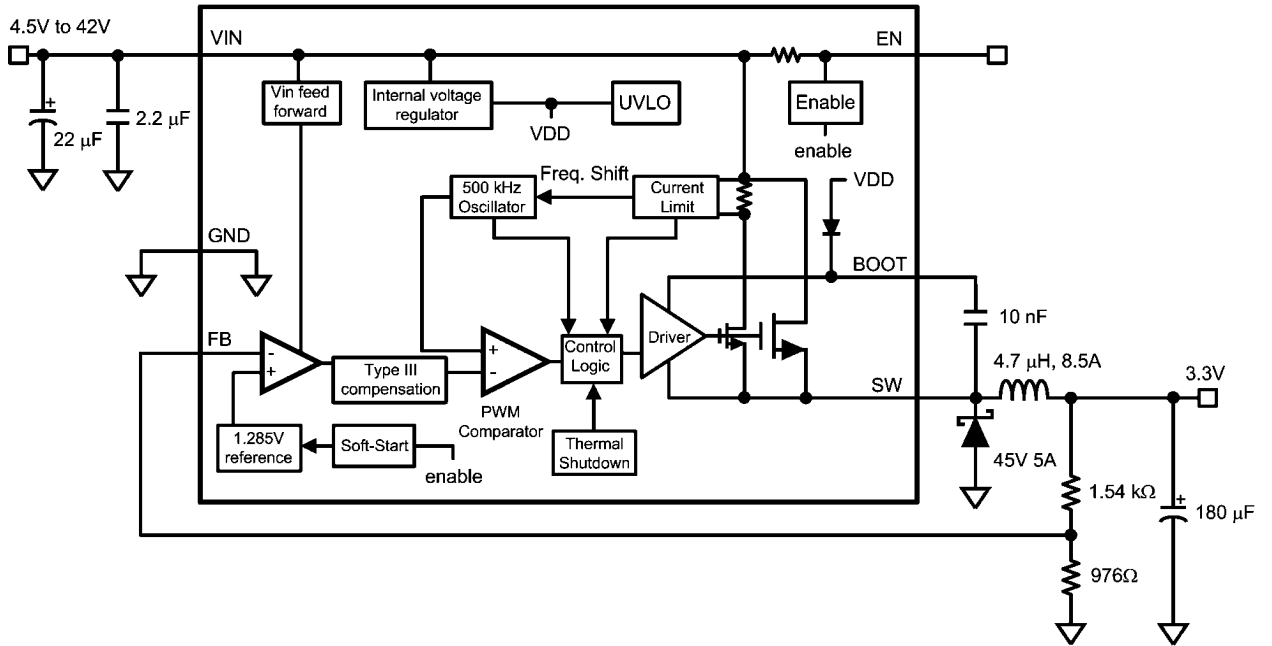 4.5V to 42V
VIN
EN
Vin feed
forward
Internal voltage
regulator
UVLO
Enable
VDD
enable
+
22 µF
2.2 µF
500 kHz
Oscillator
Freq. Shift
Current
Limit
VDD
GND
BOOT
10 nF
FB
-
+
Type III
compensation
+
-
PWM
Comparator
Control
Logic
Driver
4.7 µH, 8.5A
3.3V
SW
1.285V
reference
Soft-Start
enable
Thermal
Shutdown
45V 5A
1.54 kΩ
+
180 µF
976Ω